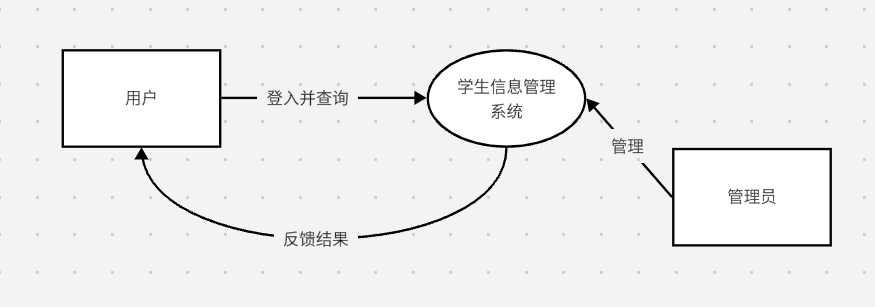 用户
登入并查询
学生信息管理
系统
管理
管理员
反馈结果